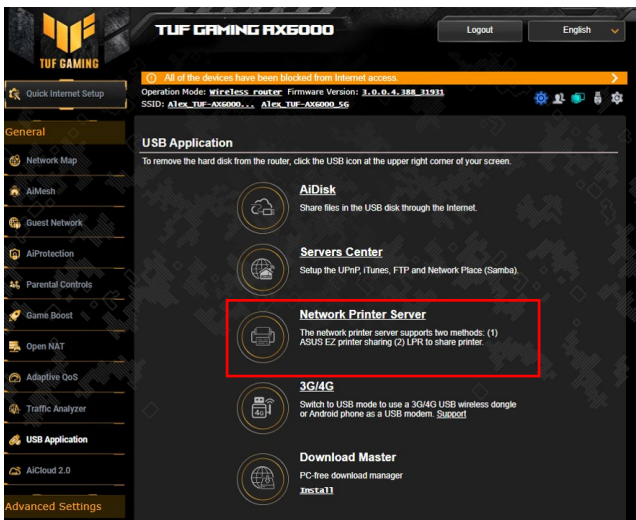 TUF GAMING
TUF GAMING AX6000
Logout
English
All of the devices have been blocked from Internet access.
Quick Internet Setup
Operation Mode: Wireless router Firmware Version: 3.0.0.4.388_31931
SSID: Alex_TUF-AX6000... Alex_TUF-AX6000_5G
General
Network Map
AiMesh
Guest Network
AiProtection
Parental Controls
Game Boost
Open NAT
Adaptive QoS
Traffic Analyzer
USB Application
AiCloud 2.0
Advanced Settings
USB Application
To remove the hard disk from the router, click the USB icon at the upper right corner of your screen.
AiDisk
Share files in the USB disk through the Internet.
Servers Center
Setup the UPnP, iTunes, FTP and Network Place (Samba).
Network Printer Server
The network printer server supports two methods: (1)
ASUS EZ printer sharing (2) LPR to share printer.
4G
3G/4G
Switch to USB mode to use a 3G/4G USB wireless dongle
or Android phone as a USB modem. Support
Download Master
PC-free download manager
Install